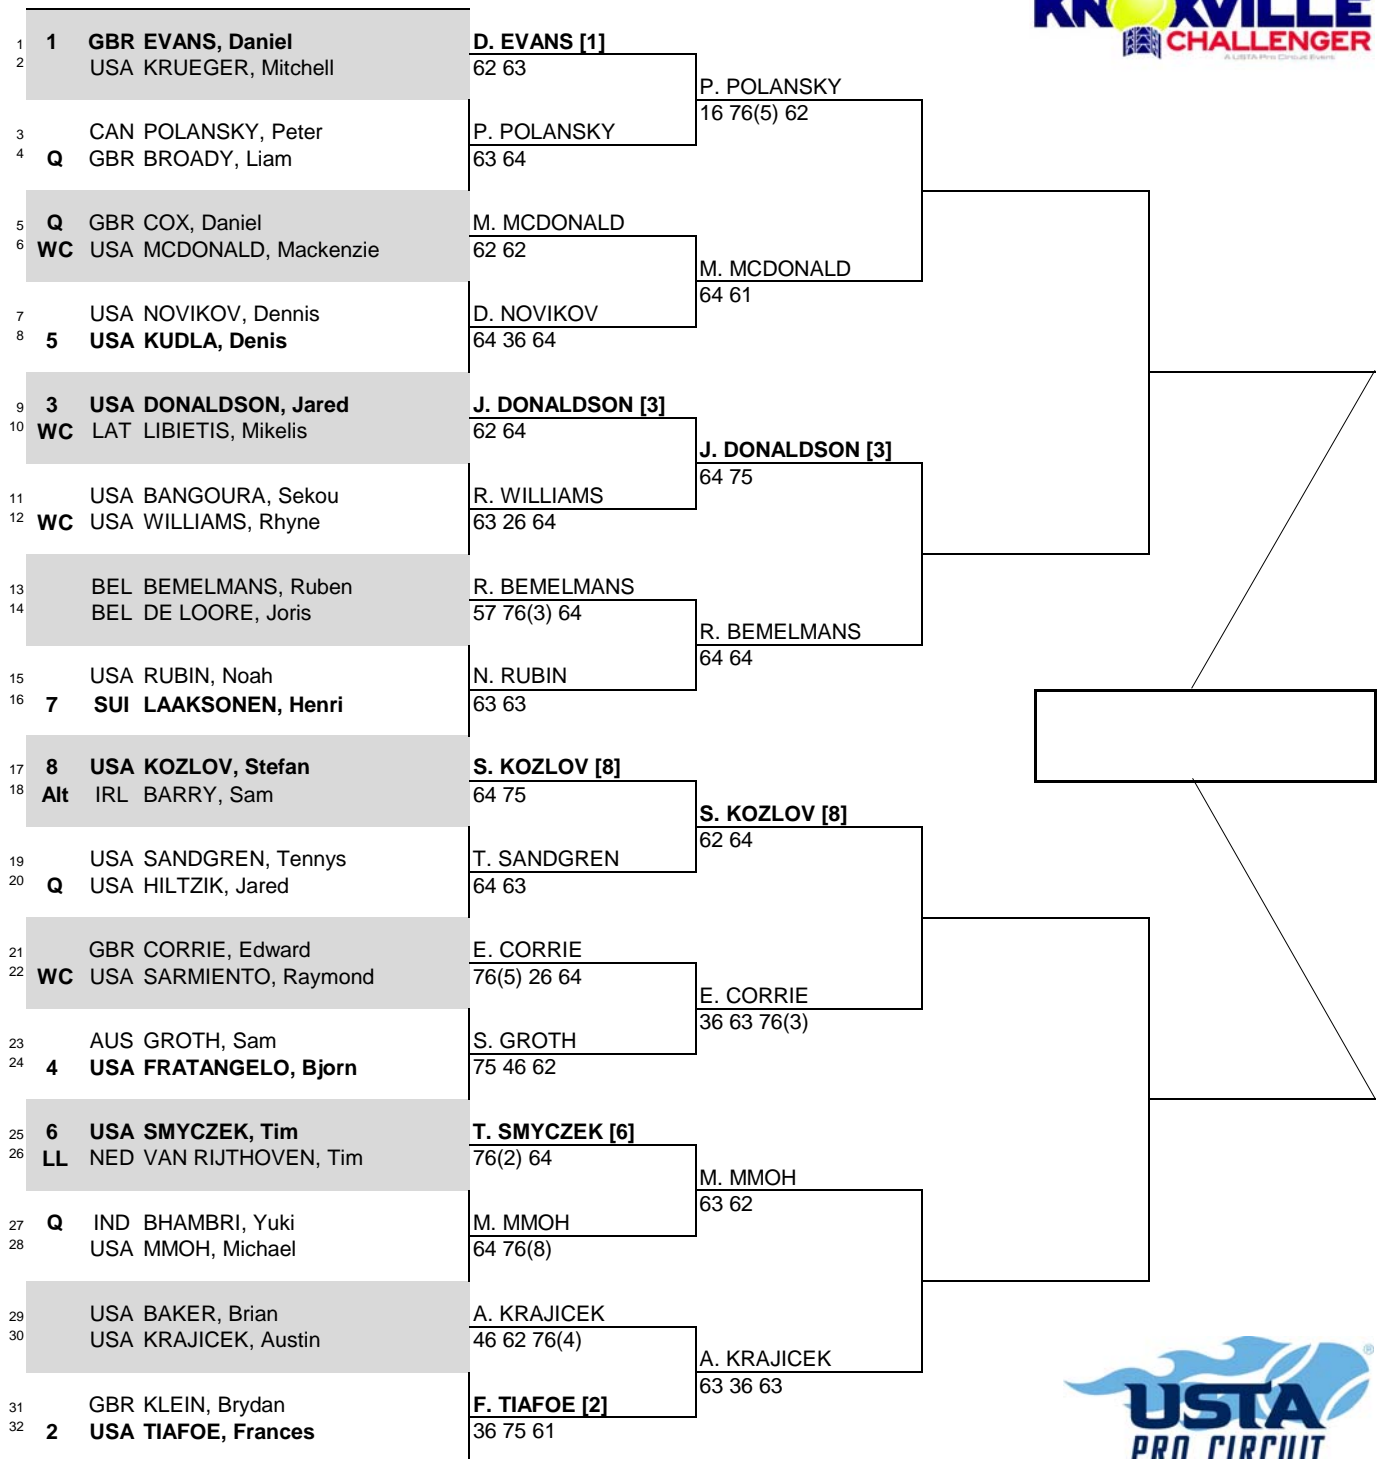 KNOXVILLE
CHALLENGER
A USTA Pro Circuit Event
1 1 GBR EVANS, Daniel
2 USA KRUEGER, Mitchell
3 CAN POLANSKY, Peter
4 Q GBR BROADY, Liam
5 Q GBR COX, Daniel
6 WC USA MCDONALD, Mackenzie
7 USA NOVIKOV, Dennis
8 5 USA KUDLA, Denis
9 3 USA DONALDSON, Jared
10 WC LAT LIBIETIS, Mikelis
11 USA BANGOURA, Sekou
12 WC USA WILLIAMS, Rhyne
13 BEL BEMELMANS, Ruben
14 BEL DE LOORE, Joris
15 USA RUBIN, Noah
16 7 SUI LAAKSONEN, Henri
17 8 USA KOZLOV, Stefan
18 Alt IRL BARRY, Sam
19 USA SANDGREN, Tennys
20 Q USA HILTZIK, Jared
21 GBR CORRIE, Edward
22 WC USA SARMIENTO, Raymond
23 AUS GROTH, Sam
24 4 USA FRATANGELO, Bjorn
25 6 USA SMYCZEK, Tim
26 LL NED VAN RIJTHOVEN, Tim
27 Q IND BHAMBRI, Yuki
28 USA MMOH, Michael
29 USA BAKER, Brian
30 USA KRAJICEK, Austin
31 GBR KLEIN, Brydan
32 2 USA TIAFOE, Frances
D. EVANS [1]
62 63
P. POLANSKY
63 64
M. MCDONALD
62 62
D. NOVIKOV
64 36 64
J. DONALDSON [3]
62 64
R. WILLIAMS
63 26 64
R. BEMELMANS
57 76(3) 64
N. RUBIN
63 63
S. KOZLOV [8]
64 75
T. SANDGREN
64 63
E. CORRIE
76(5) 26 64
S. GROTH
75 46 62
T. SMYCZEK [6]
76(2) 64
M. MMOH
64 76(8)
A. KRAJICEK
46 62 76(4)
F. TIAFOE [2]
36 75 61
P. POLANSKY
16 76(5) 62
M. MCDONALD
64 61
J. DONALDSON [3]
64 75
R. BEMELMANS
64 64
S. KOZLOV [8]
62 64
E. CORRIE
36 63 76(3)
M. MMOH
63 62
A. KRAJICEK
63 36 63
USTA
PRO CIRCUIT
®